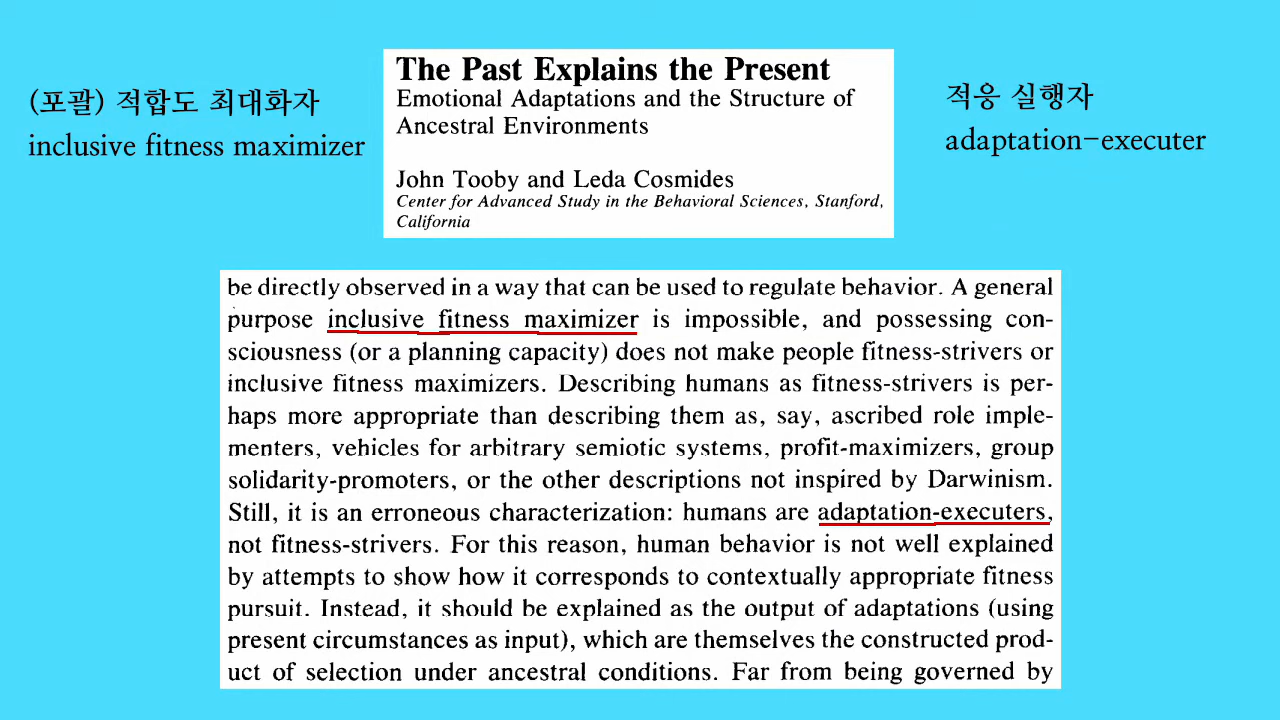 (포괄) 적합도 최대화자
inclusive fitness maximizer
The Past Explains the Present
Emotional Adaptations and the Structure of
Ancestral Environments
John Tooby and Leda Cosmides
Center for Advanced Study in the Behavioral Sciences, Stanford,
California
적응 실행자
adaptation-executer
be directly observed in a way that can be used to regulate behavior. A general
purpose inclusive fitness maximizer is impossible, and possessing con-
sciousness (or a planning capacity) does not make people fitness-strivers or
inclusive fitness maximizers. Describing humans as fitness-strivers is per-
haps more appropriate than describing them as, say, ascribed role imple-
menters, vehicles for arbitrary semiotic systems, profit-maximizers, group
solidarity-promoters, or the other descriptions not inspired by Darwinism.
Still, it is an erroneous characterization: humans are adaptation-executers,
not fitness-strivers. For this reason, human behavior is not well explained
by attempts to show how it corresponds to contextually appropriate fitness
pursuit. Instead, it should be explained as the output of adaptations (using
present circumstances as input), which are themselves the constructed prod-
uct of selection under ancestral conditions. Far from being governed by